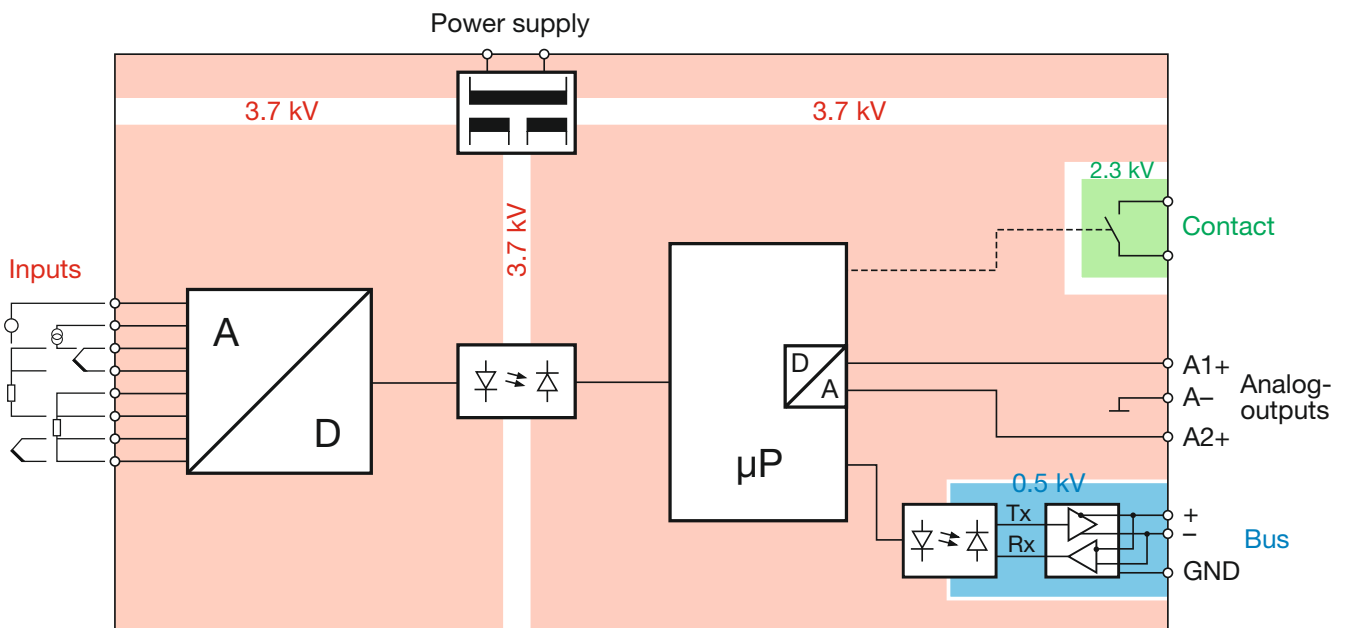 Power supply
3.7 kV
3.7 kV
2.3 kV
Contact
3.7 kV
Inputs
A
D
D
A
µP
A1+
A–
A2+
Analog-
outputs
0.5 kV
Tx
Rx
+
–
GND
Bus